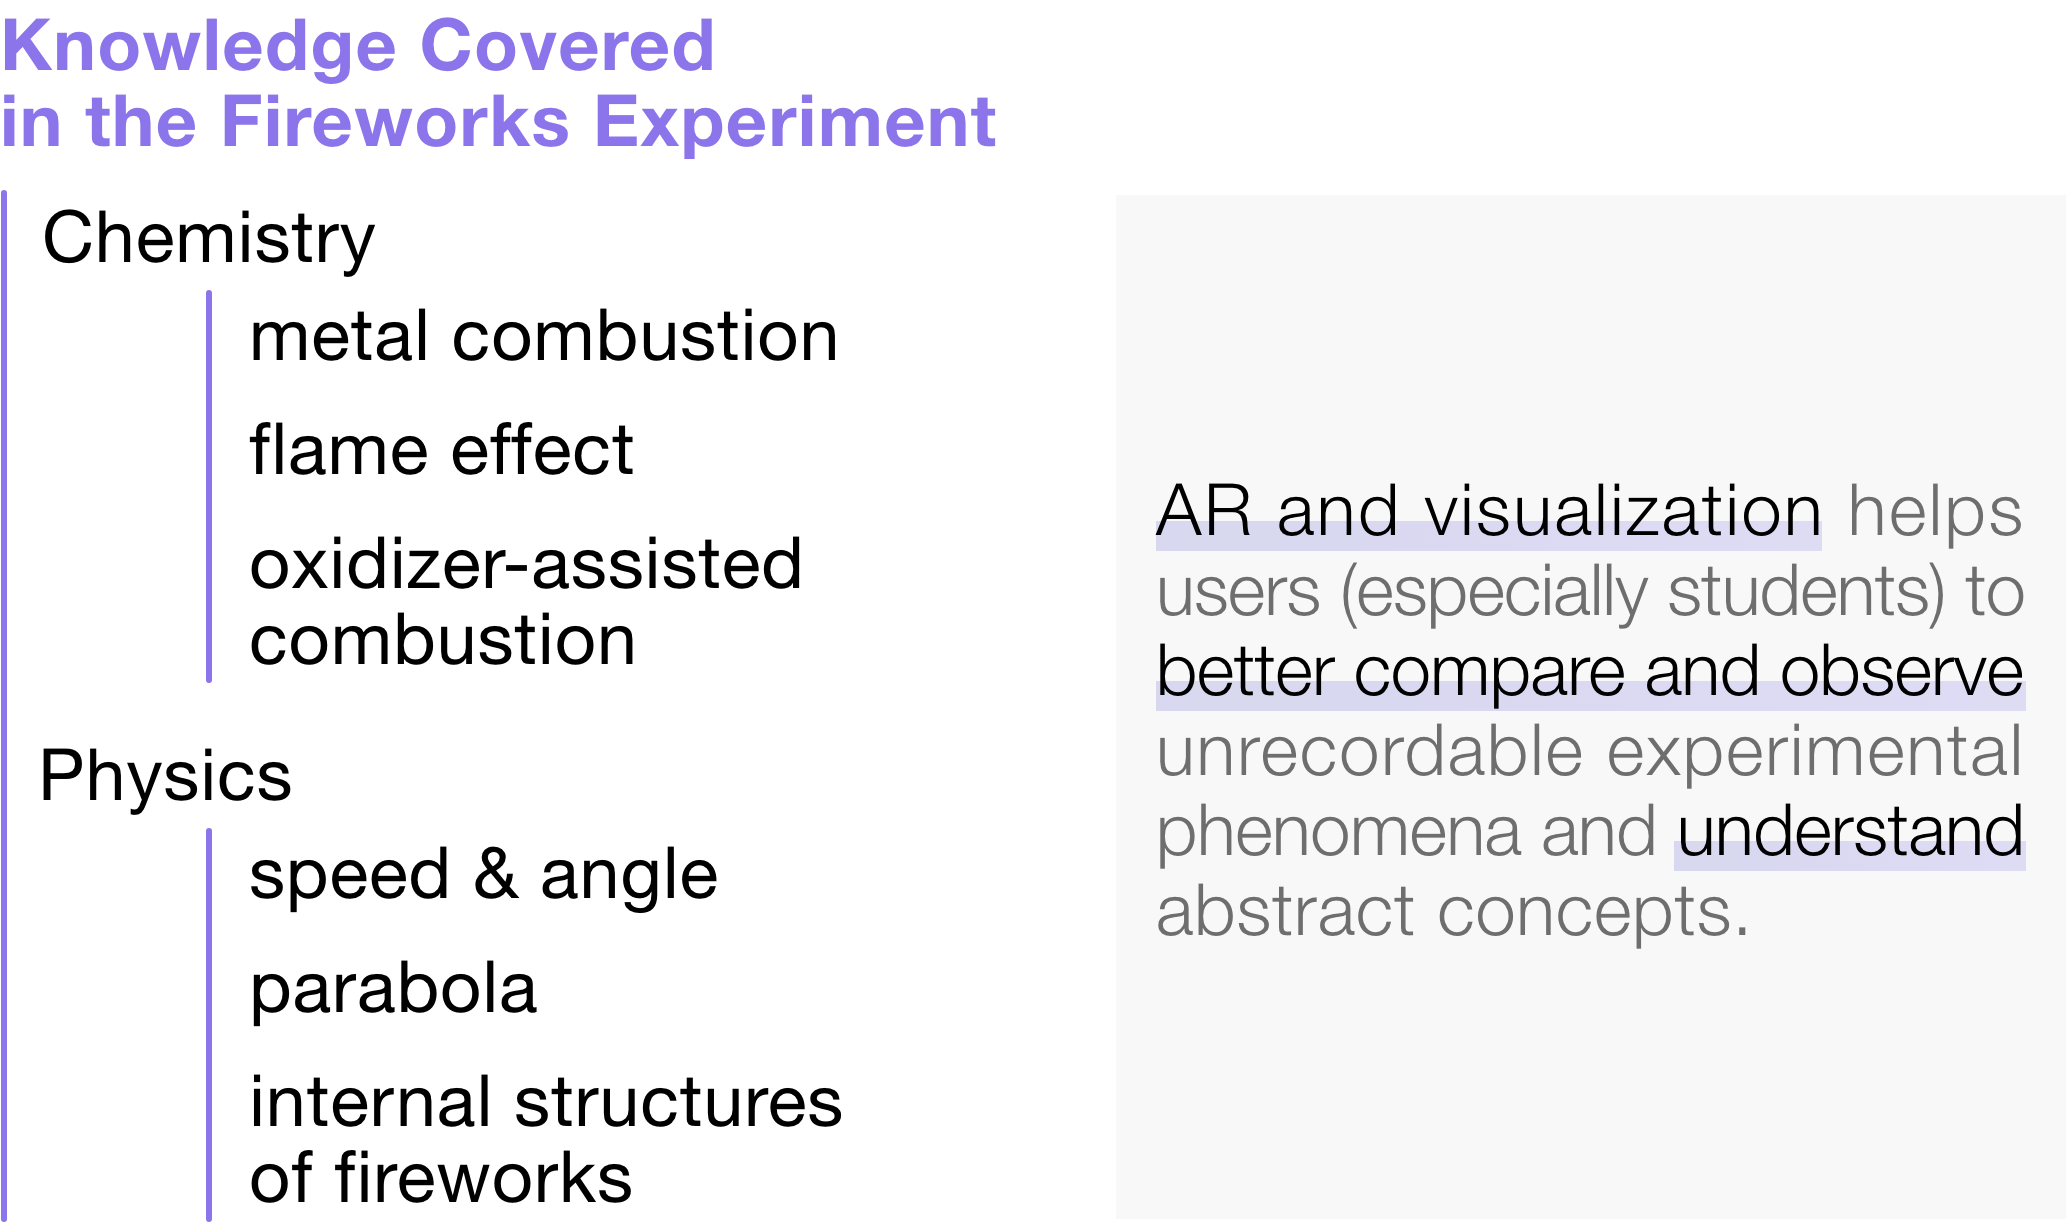 Knowledge Covered
in the Fireworks Experiment
Chemistry
metal combustion
flame effect
oxidizer-assisted
combustion
Physics
speed & angle
parabola
internal structures
of fireworks
AR and visualization helps
users (especially students) to
better compare and observe
unrecordable experimental
phenomena and understand
abstract concepts.